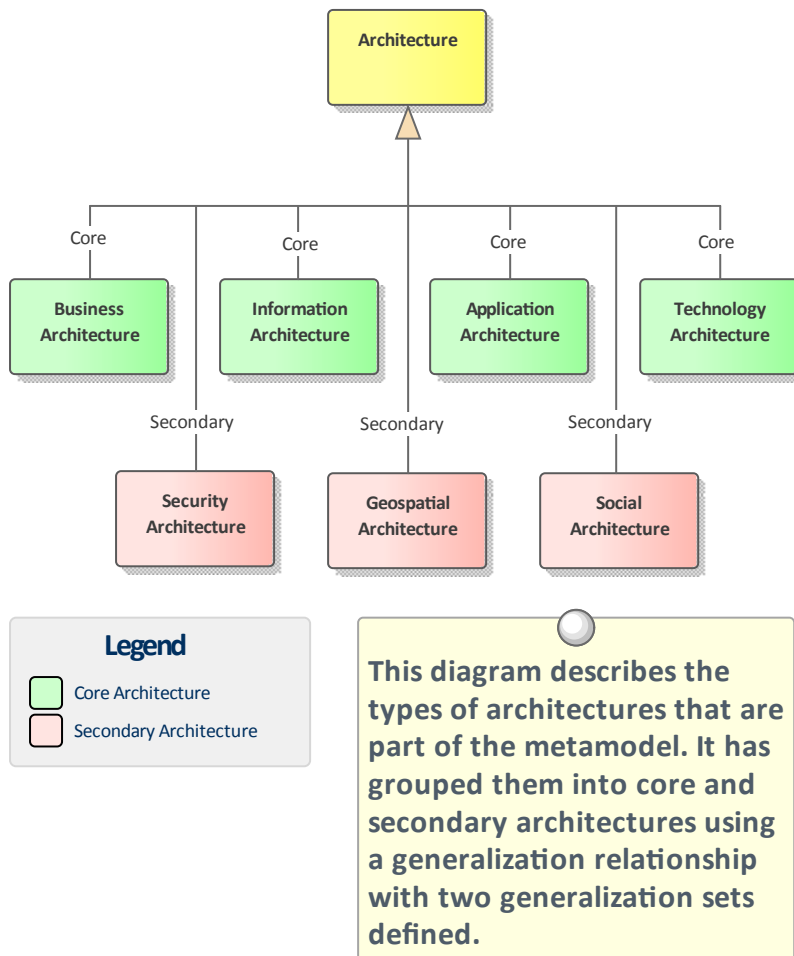 Architecture
Core
Core
Core
Core
Business
Architecture
Information
Architecture
Application
Architecture
Technology
Architecture
Secondary
Secondary
Secondary
Security
Architecture
Geospatial
Architecture
Social
Architecture
Legend
Core Architecture
Secondary Architecture
This diagram describes the
types of architectures that are
part of the metamodel. It has
grouped them into core and
secondary architectures using
a generalization relationship
with two generalization sets
defined.